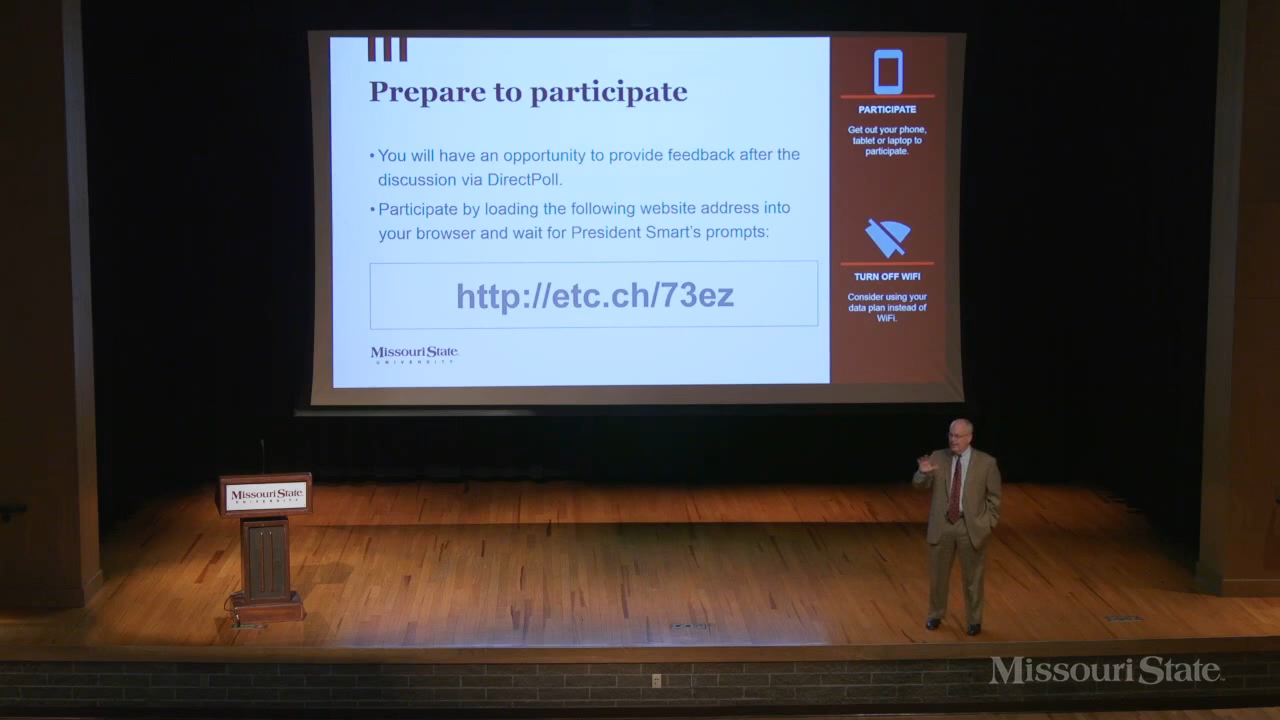 Prepare to participate
• You will have an opportunity to provide feedback after the
discussion via DirectPoll.
• Participate by loading the following website address into
your browser and wait for President Smart's prompts:
http://etc.ch/73ez
Missouri State
UNIVERSITY
PARTICIPATE
Get out your phone,
tablet or laptop to
participate.
TURN OFF WIFI
Consider using your
data plan instead of
WiFi.
Missouri State
UNIVERSITY
Missouri State